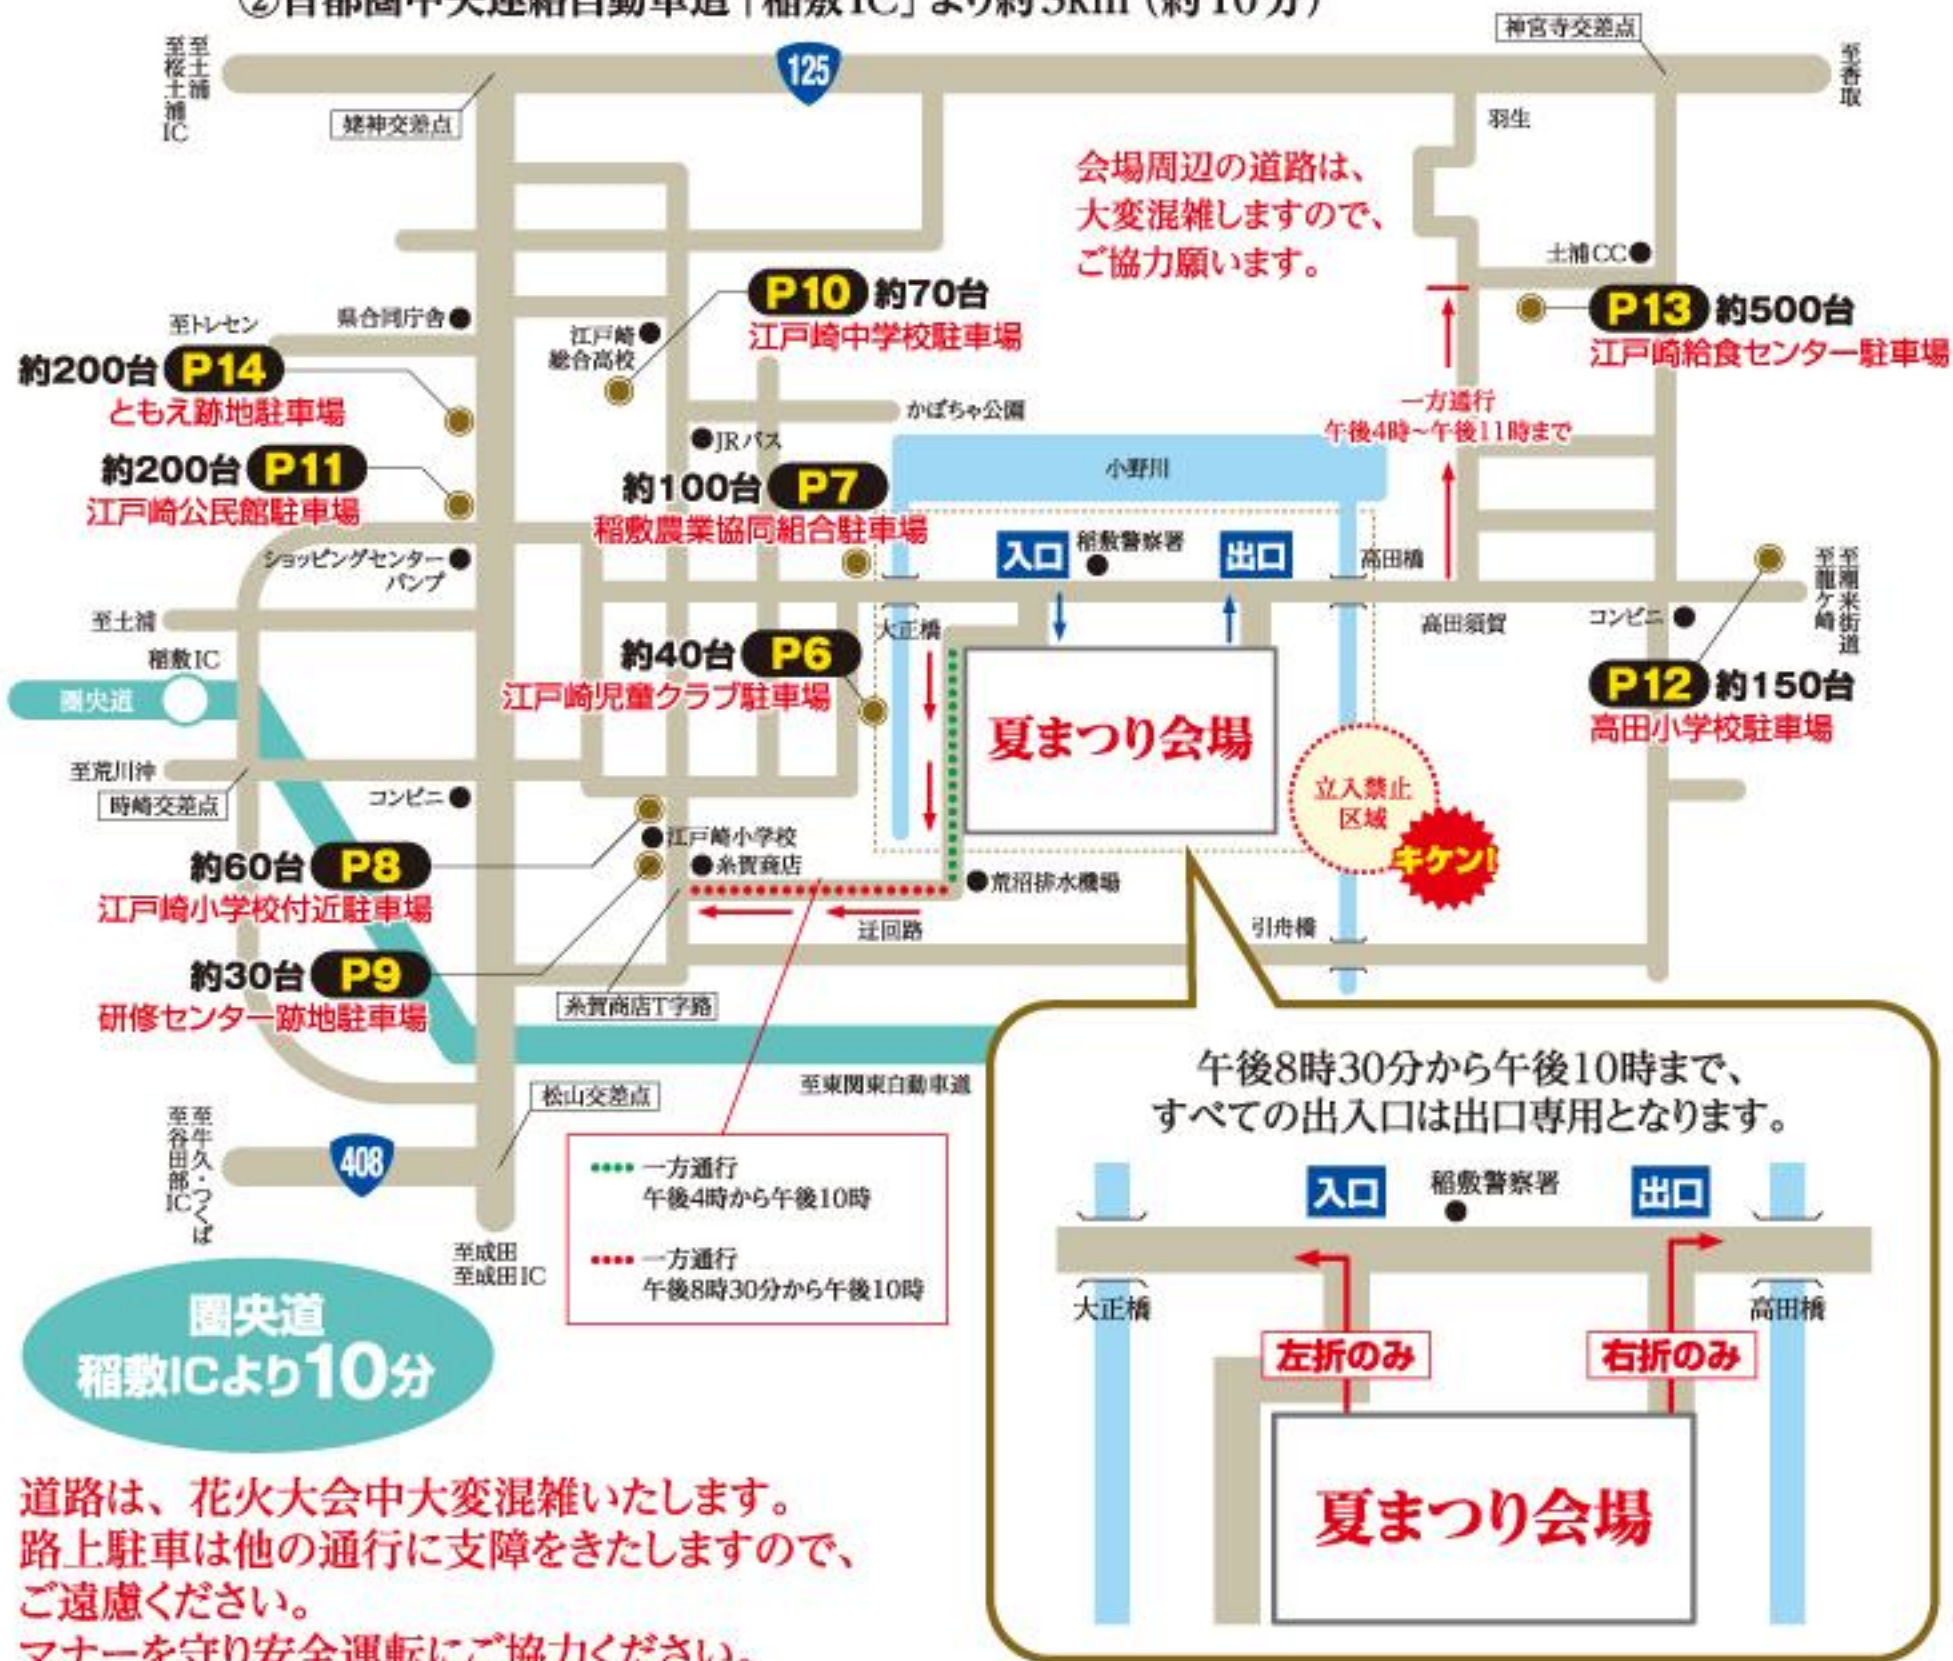 ②首都圏中央連絡自動車道「稲敷IC」より約5km（約10分）
神宮寺交差点
至土浦
至桜土浦IC
125
至香取
姥神交差点
羽生
会場周辺の道路は、
大変混雑しますので、
ご協力願います。
土浦CC
P10 約70台
江戸崎中学校駐車場
P13 約500台
江戸崎給食センター駐車場
県合同庁舎
至トレセン
江戸崎
総合高校
約200台 P14
ともえ跡地駐車場
かぼちゃ公園
一方通行
午後4時～午後11時まで
JRバス
小野川
約200台 P11
江戸崎公民館駐車場
約100台 P7
稲敷農業協同組合駐車場
ショッピングセンター
パンプ
入口
稲敷警察署
出口
高田橋
至潮来街道
至龍ケ崎
至土浦
大正橋
高田須賀
コンビニ
稲敷IC
圏央道
約40台 P6
江戸崎児童クラブ駐車場
P12 約150台
高田小学校駐車場
夏まつり会場
立入禁止
区域
キケン!
至荒川沖
時崎交差点
コンビニ
江戸崎小学校
糸賀商店
約60台 P8
江戸崎小学校付近駐車場
荒沼排水機場
迂回路
引舟橋
約30台 P9
研修センター跡地駐車場
糸賀商店T字路
至東関東自動車道
松山交差点
至牛久・つくば
至谷田部IC
408
至成田
至成田IC
一方通行
午後4時から午後10時
一方通行
午後8時30分から午後10時
午後8時30分から午後10時まで、
すべての出入口は出口専用となります。
入口
稲敷警察署
出口
大正橋
高田橋
左折のみ
右折のみ
夏まつり会場
圏央道
稲敷ICより10分
道路は、花火大会中大変混雑いたします。
路上駐車は他の通行に支障をきたしますので、
ご遠慮ください。
マナーを守り安全運転にご協力ください。